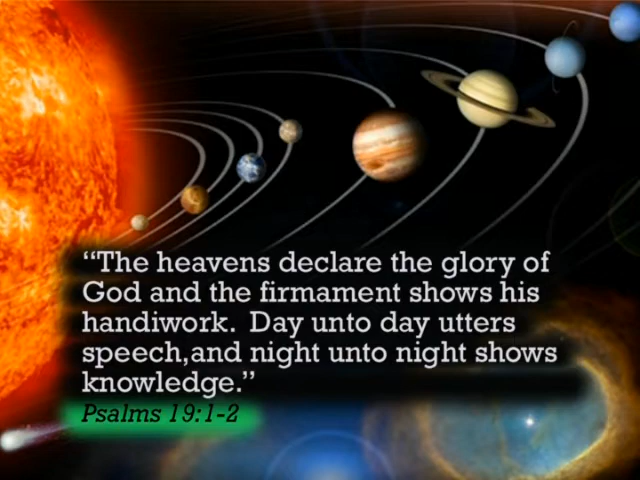 “The heavens declare the glory of
God and the firmament shows his
handiwork.  Day unto day utters
speech,and night unto night shows
knowledge.”
Psalms 19:1-2